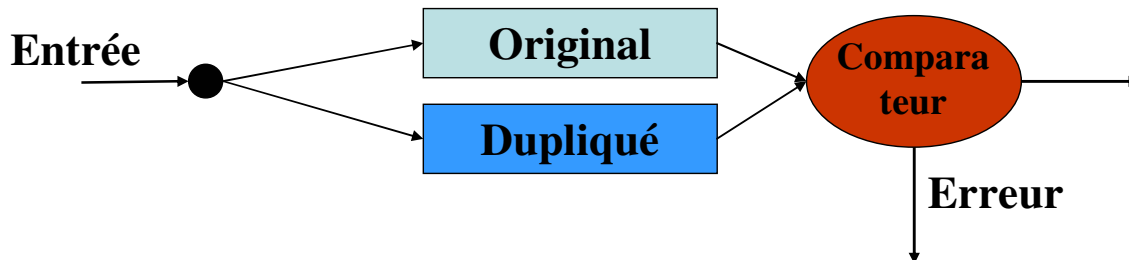 Entrée
Original
Dupliqué
Compara
teur
Erreur